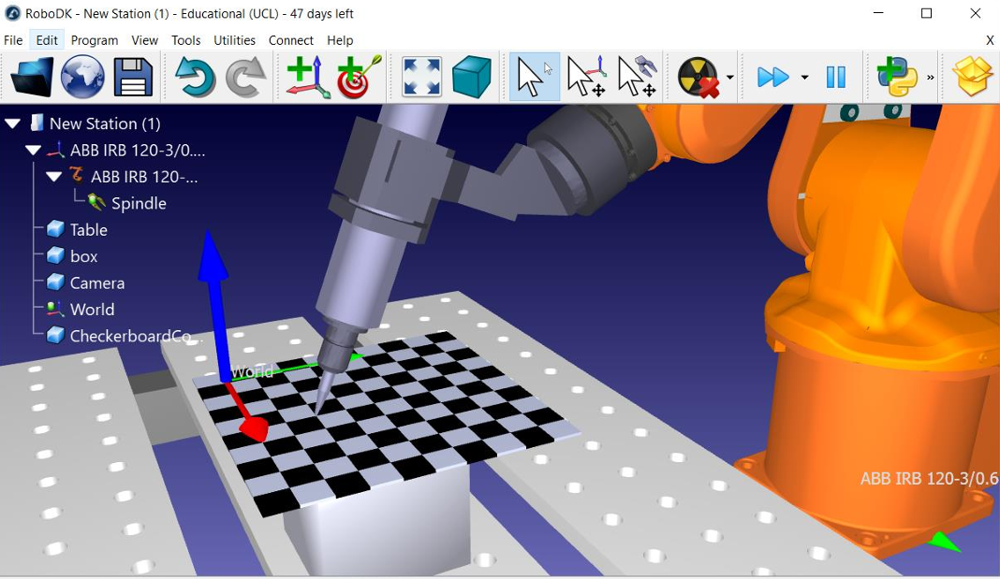 RoboDK - New Station (1) - Educational (UCL) - 47 days left
File Edit Program View Tools Utilities Connect Help X
New Station (1)
ABB IRB 120-3/0....
ABB IRB 120-...
Spindle
Table
box
Camera
World
CheckerboardCo...
World
ABB IRB 120-3/0.6